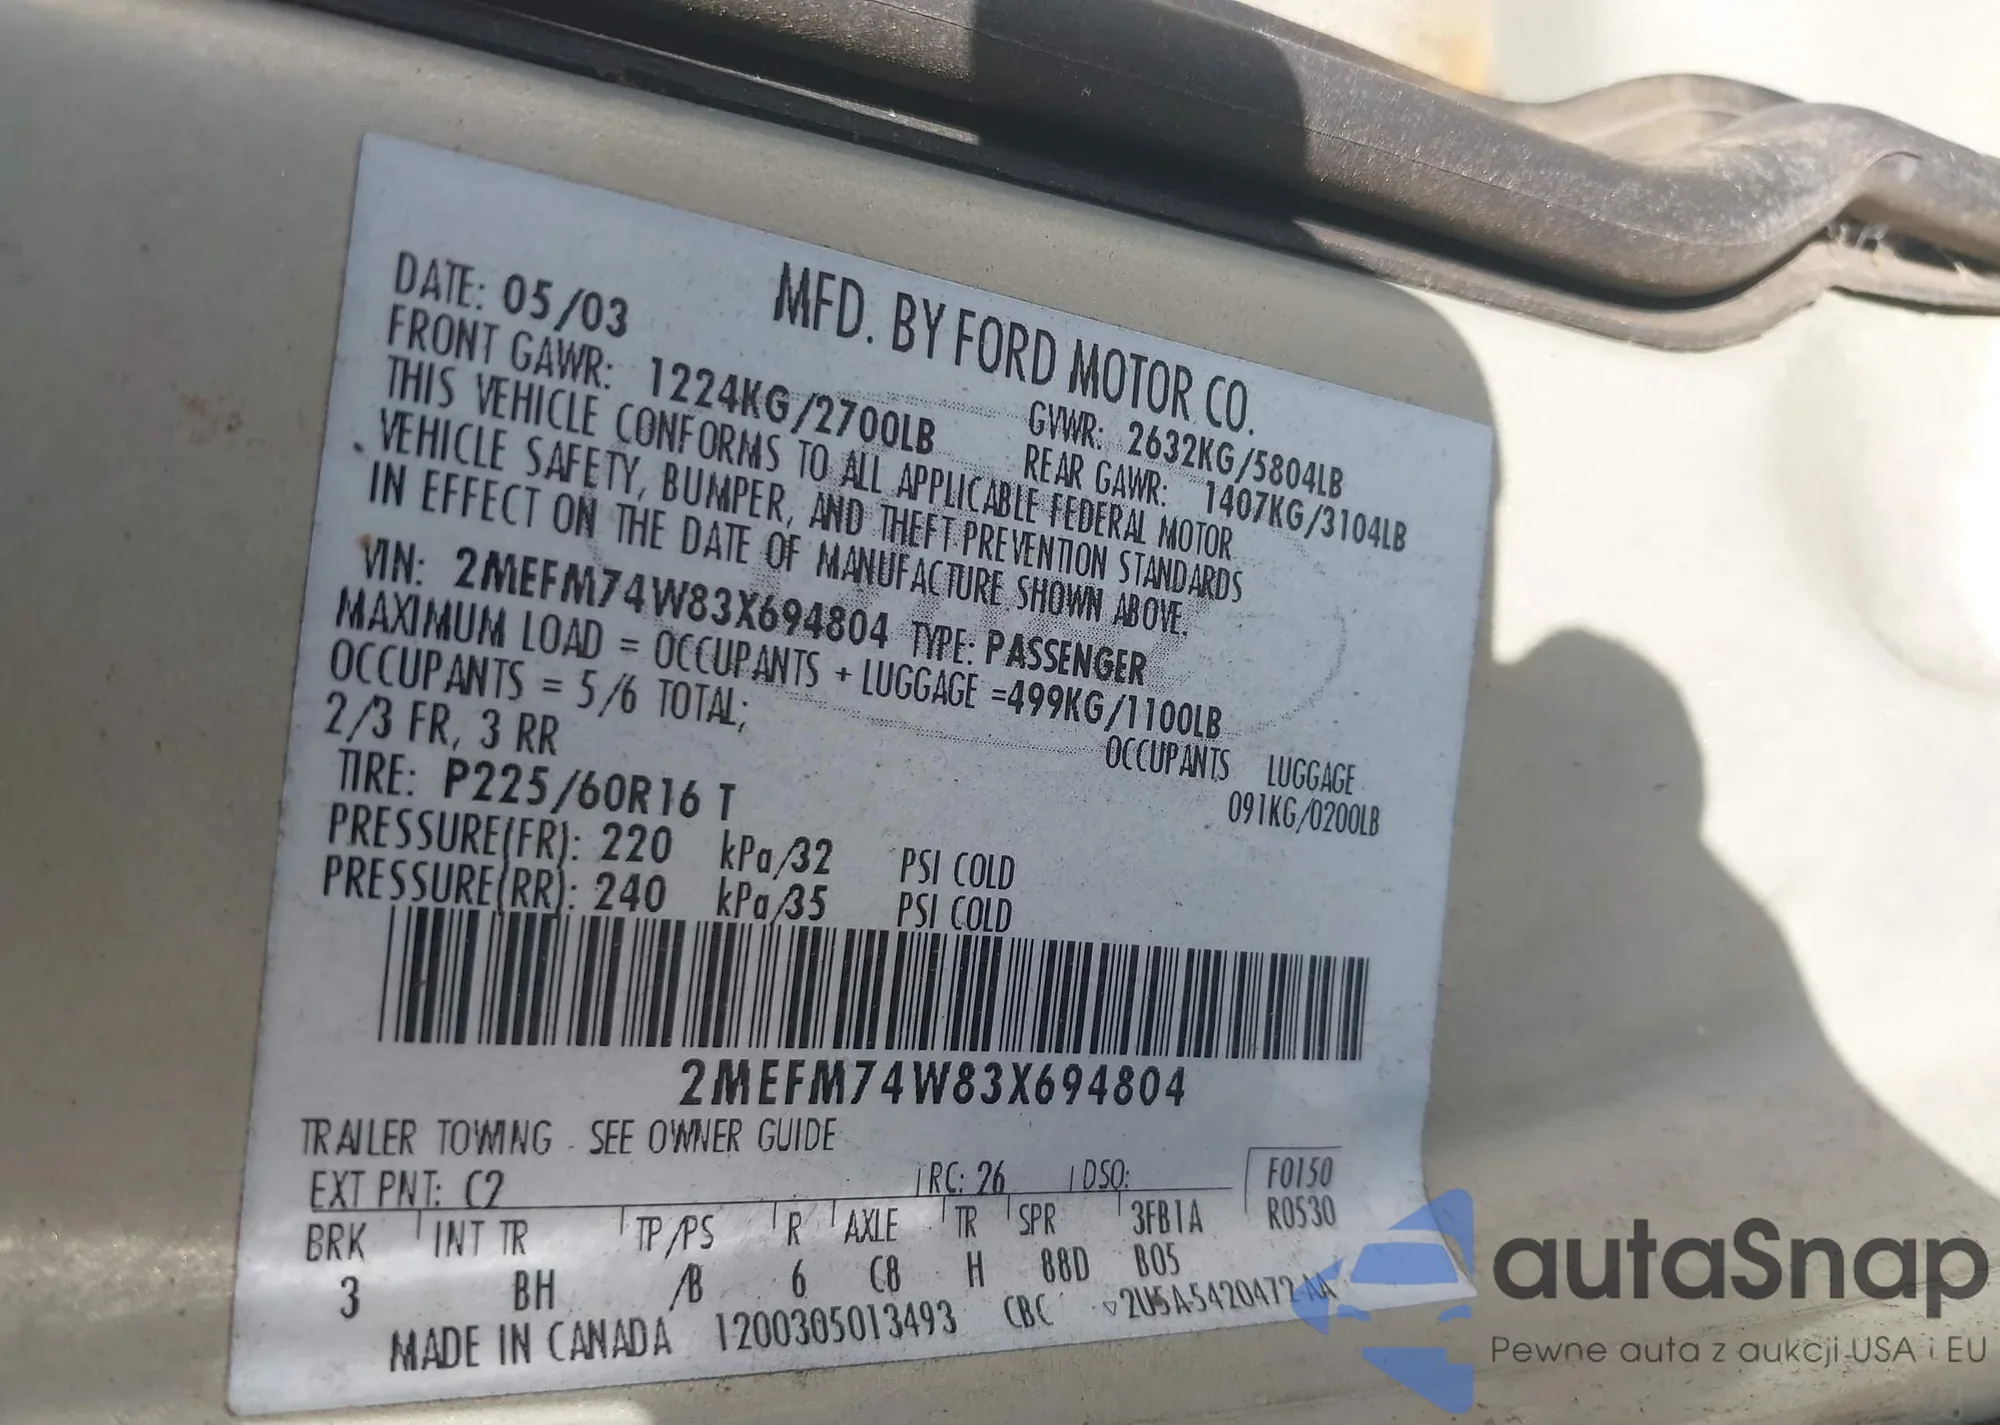 MFD. BY FORD MOTOR CO.
DATE: 05/03
GVWR: 2632KG/5804LB
FRONT GAWR: 1224KG/2700LB
REAR GAWR: 1407KG/3104LB
THIS VEHICLE CONFORMS TO ALL APPLICABLE FEDERAL MOTOR
VEHICLE SAFETY, BUMPER, AND THEFT PREVENTION STANDARDS
IN EFFECT ON THE DATE OF MANUFACTURE SHOWN ABOVE.
VIN: 2MEFM74W83X694804 TYPE: PASSENGER
MAXIMUM LOAD = OCCUPANTS + LUGGAGE =499KG/1100LB
OCCUPANTS = 5/6 TOTAL; OCCUPANTS LUGGAGE
2/3 FR, 3 RR 091KG/0200LB
TIRE: P225/60R16 T
PRESSURE(FR): 220 kPa/32 PSI COLD
PRESSURE(RR): 240 kPa/35 PSI COLD
2MEFM74W83X694804
TRAILER TOWING - SEE OWNER GUIDE
EXT PNT: C2 RC: 26 DSO: F0150
BRK INT TR TP/PS R AXLE TR SPR 3FB1A R0530
3 BH /B 6 C8 H 88D B05
MADE IN CANADA 1200305013493 CBC ▽2U5A-5420472-AA
autaSnap
Pewne auta z aukcji USA i EU